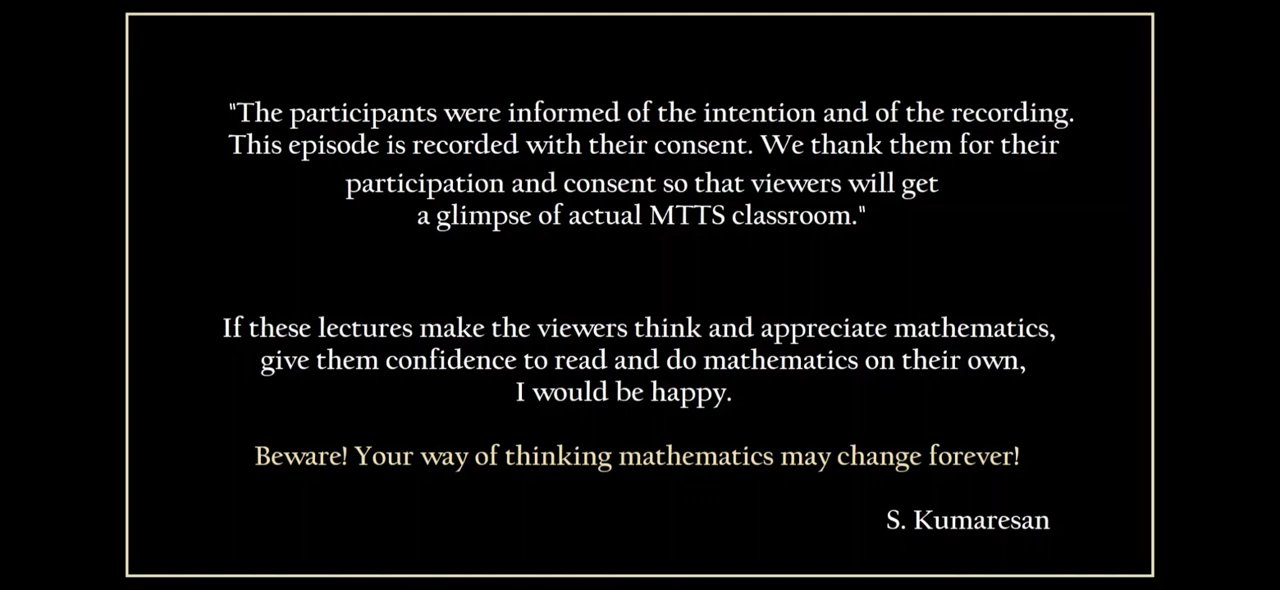 "The participants were informed of the intention and of the recording.
This episode is recorded with their consent. We thank them for their
participation and consent so that viewers will get
a glimpse of actual MTTS classroom."
If these lectures make the viewers think and appreciate mathematics,
give them confidence to read and do mathematics on their own,
I would be happy.
Beware! Your way of thinking mathematics may change forever!
S. Kumaresan